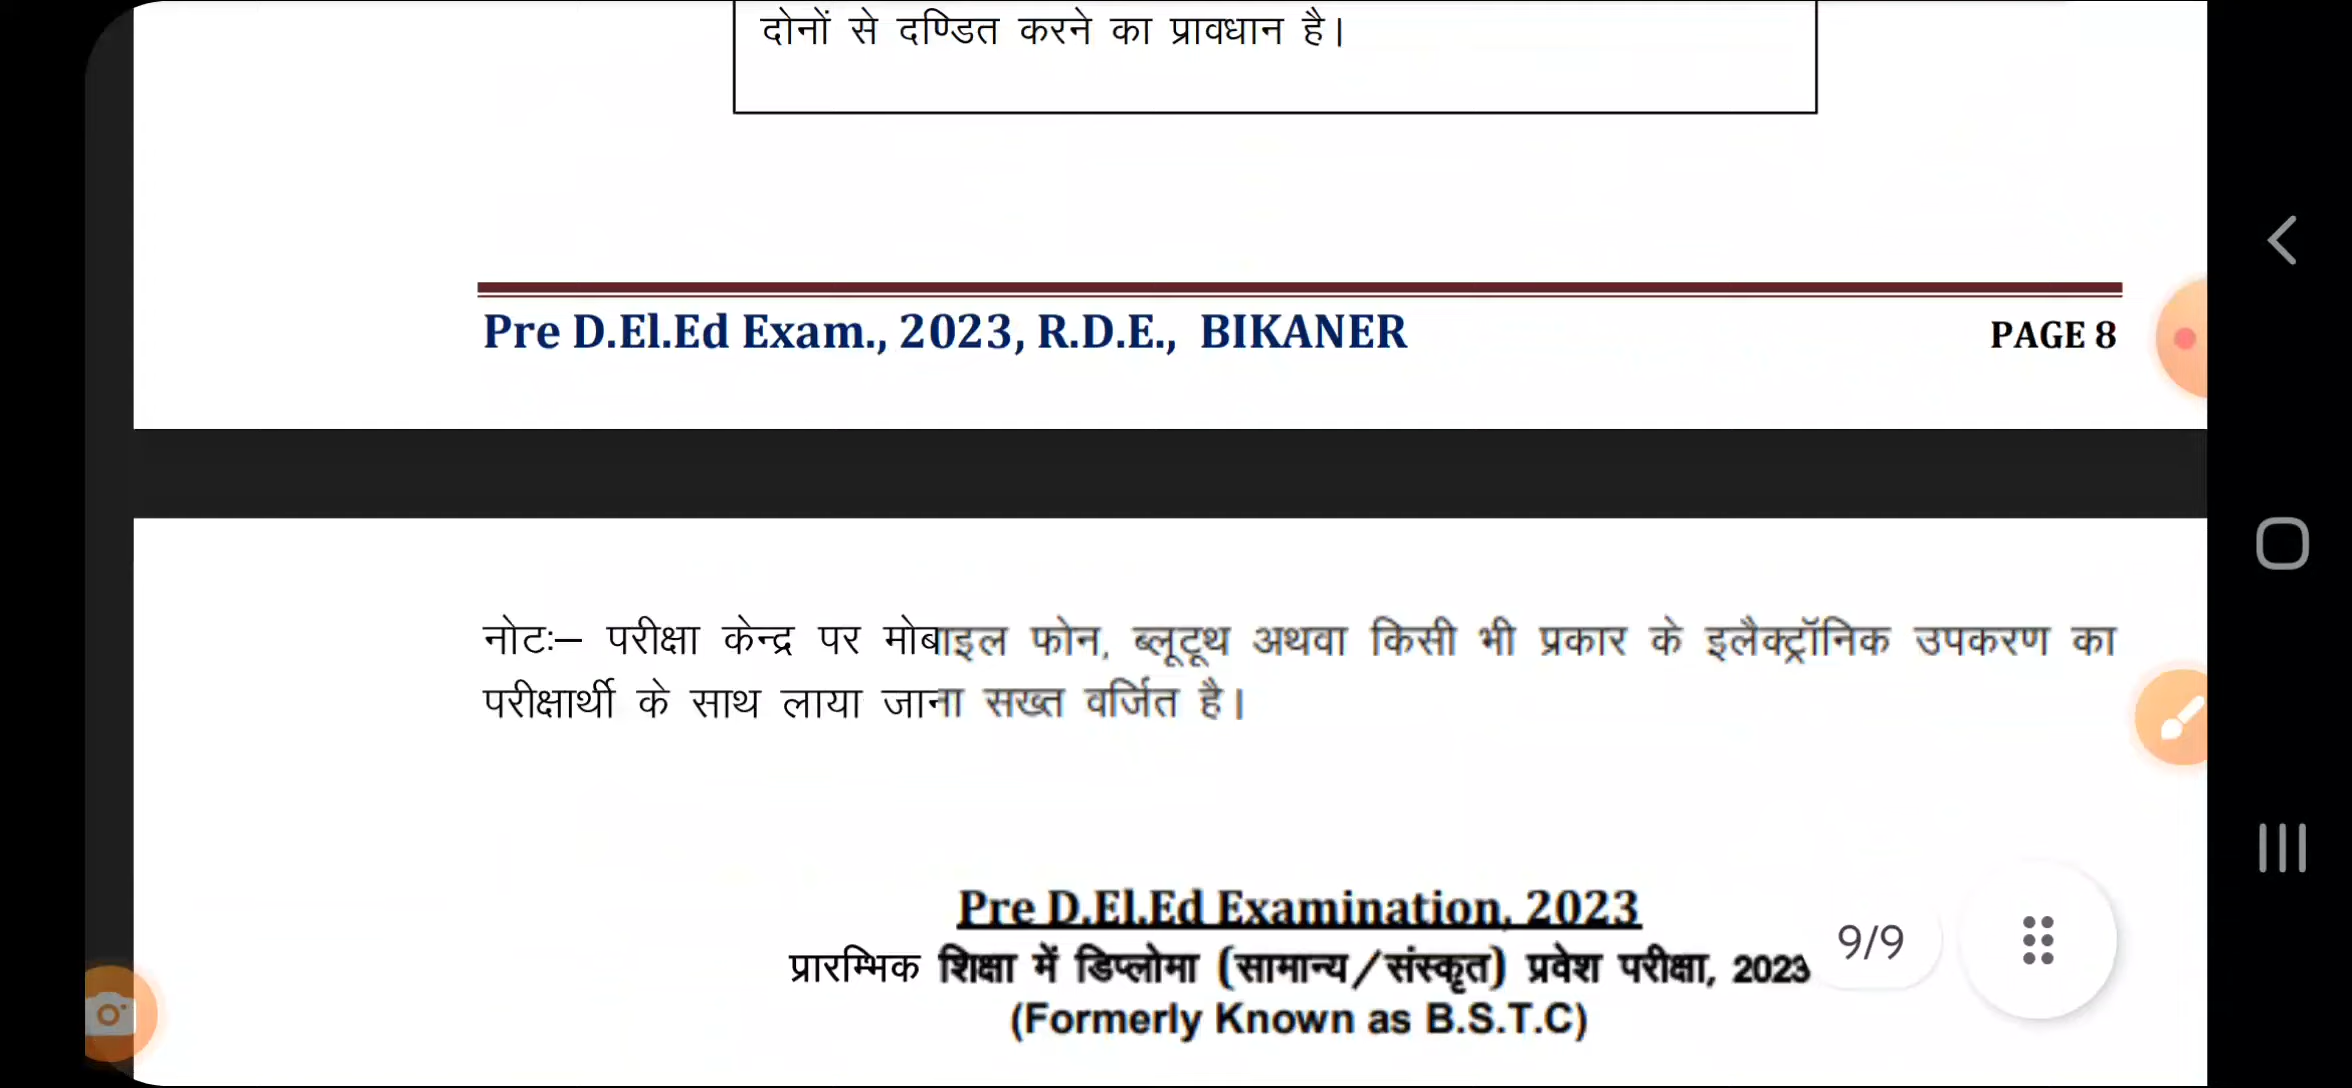 दोनों से दण्डित करने का प्रावधान है।
Pre D.El.Ed Exam., 2023, R.D.E., BIKANER PAGE 8
नोटः– परीक्षा केन्द्र पर मोबाइल फोन, ब्लूटूथ अथवा किसी भी प्रकार के इलैक्ट्रॉनिक उपकरण का
परीक्षार्थी के साथ लाया जाना सख्त वर्जित है।
Pre D.El.Ed Examination, 2023
प्रारम्भिक शिक्षा में डिप्लोमा (सामान्य/संस्कृत) प्रवेश परीक्षा, 2023
9/9
(Formerly Known as B.S.T.C)